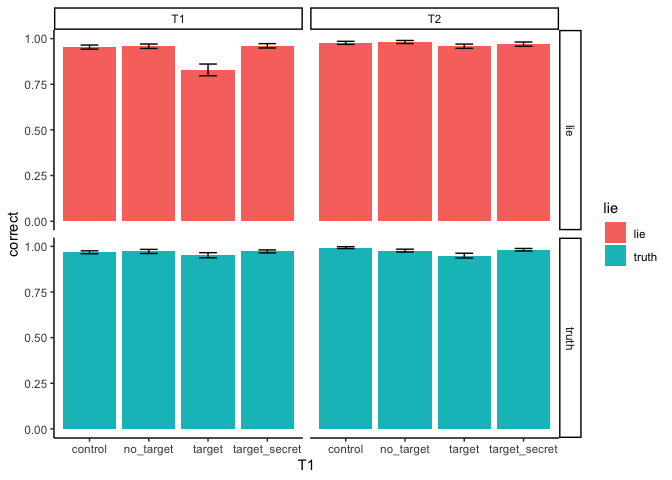 T1 T2
1.00
0.75
0.50
0.25
0.00
lie
1.00
0.75
0.50
0.25
0.00
truth
correct
control no_target target target_secret control no_target target target_secret
T1
lie
lie
truth